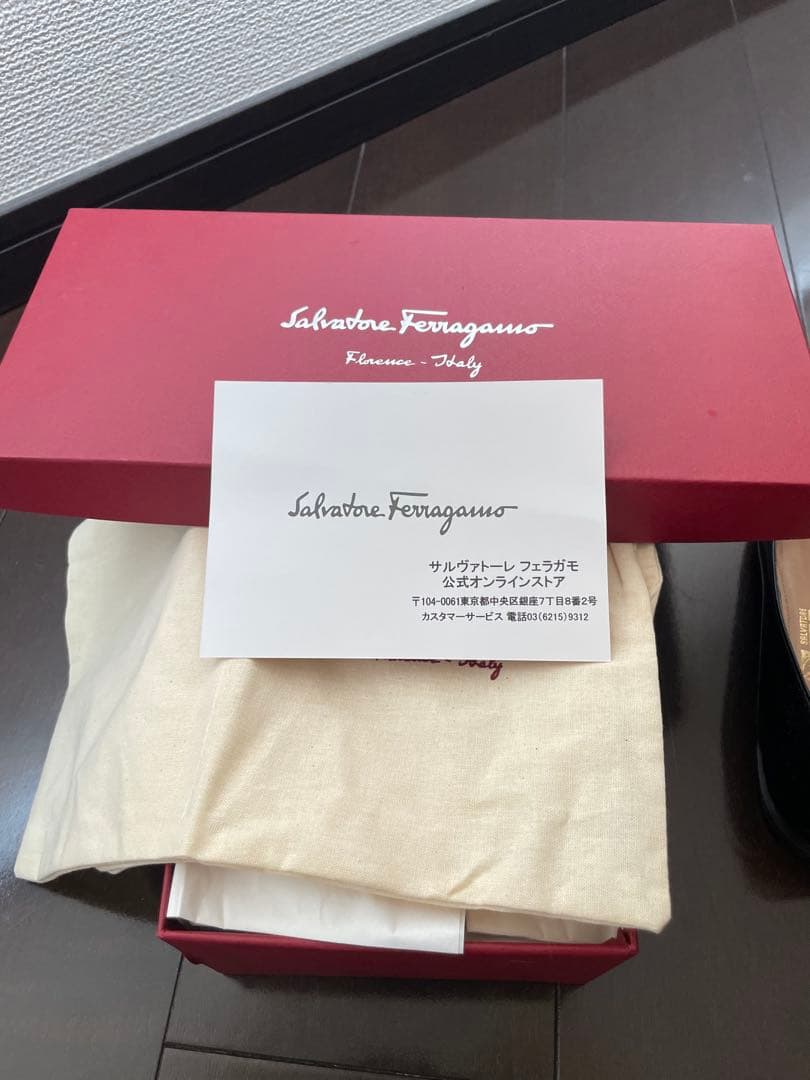 Salvatore Ferragamo
Florence - Italy
Salvatore Ferragamo
サルヴァトーレ フェラガモ
公式オンラインストア
〒104-0061東京都中央区銀座7丁目8番2号
カスタマーサービス 電話03(6215)9312
Florence - Italy
SALVATORE